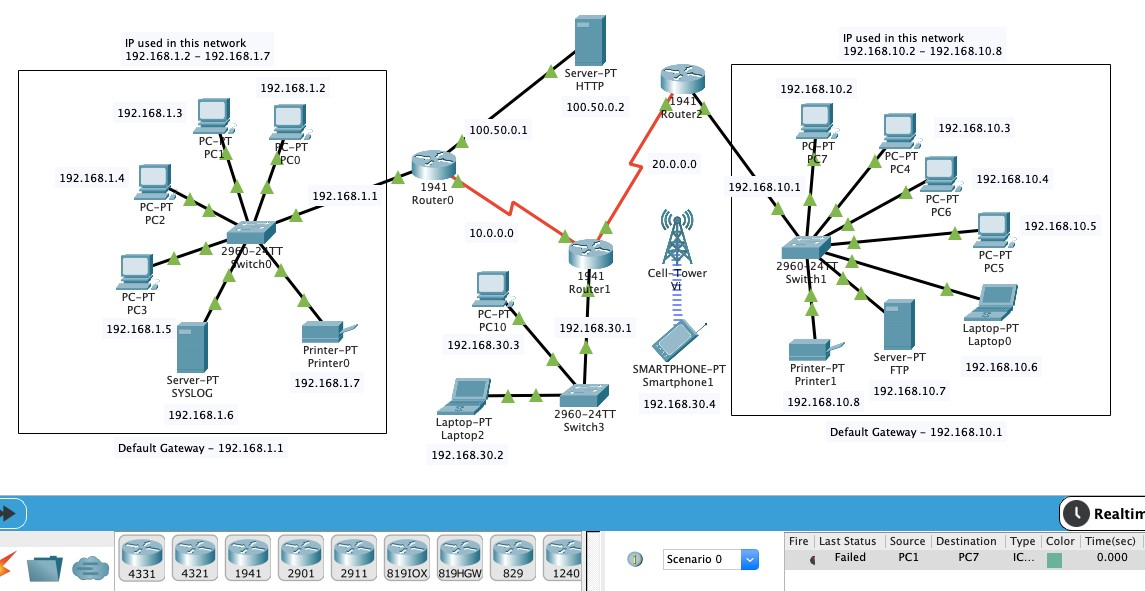 IP used in this network
192.168.1.2 - 192.168.1.7
192.168.1.2
192.168.1.3
PC-PT
PC1
PC-PT
PC0
192.168.1.4
PC-PT
PC2
192.168.1.1
2960-24TT
Switch0
PC-PT
PC3
192.168.1.5
Server-PT
SYSLOG
192.168.1.6
Printer-PT
Printer0
192.168.1.7
Default Gateway - 192.168.1.1
Server-PT
HTTP
100.50.0.2
100.50.0.1
1941
Router0
10.0.0.0
1941
Router2
20.0.0.0
1941
Router1
Cell-Tower
PC-PT
PC10
192.168.30.3
192.168.30.1
SMARTPHONE-PT
Smartphone1
192.168.30.4
2960-24TT
Switch3
Laptop-PT
Laptop2
192.168.30.2
IP used in this network
192.168.10.2 - 192.168.10.8
192.168.10.2
PC-PT
PC7
192.168.10.3
PC-PT
PC4
192.168.10.4
PC-PT
PC6
192.168.10.1
192.168.10.5
PC-PT
PC5
2960-24TT
Switch1
Laptop-PT
Laptop0
192.168.10.6
Server-PT
FTP
192.168.10.7
Printer-PT
Printer1
192.168.10.8
Default Gateway - 192.168.10.1
Realtim
4331
4321
1941
2901
2911
819IOX
819HGW
829
1240
Scenario 0
Fire Last Status Source Destination Type Color Time(sec)
Failed PC1 PC7 IC... 0.000